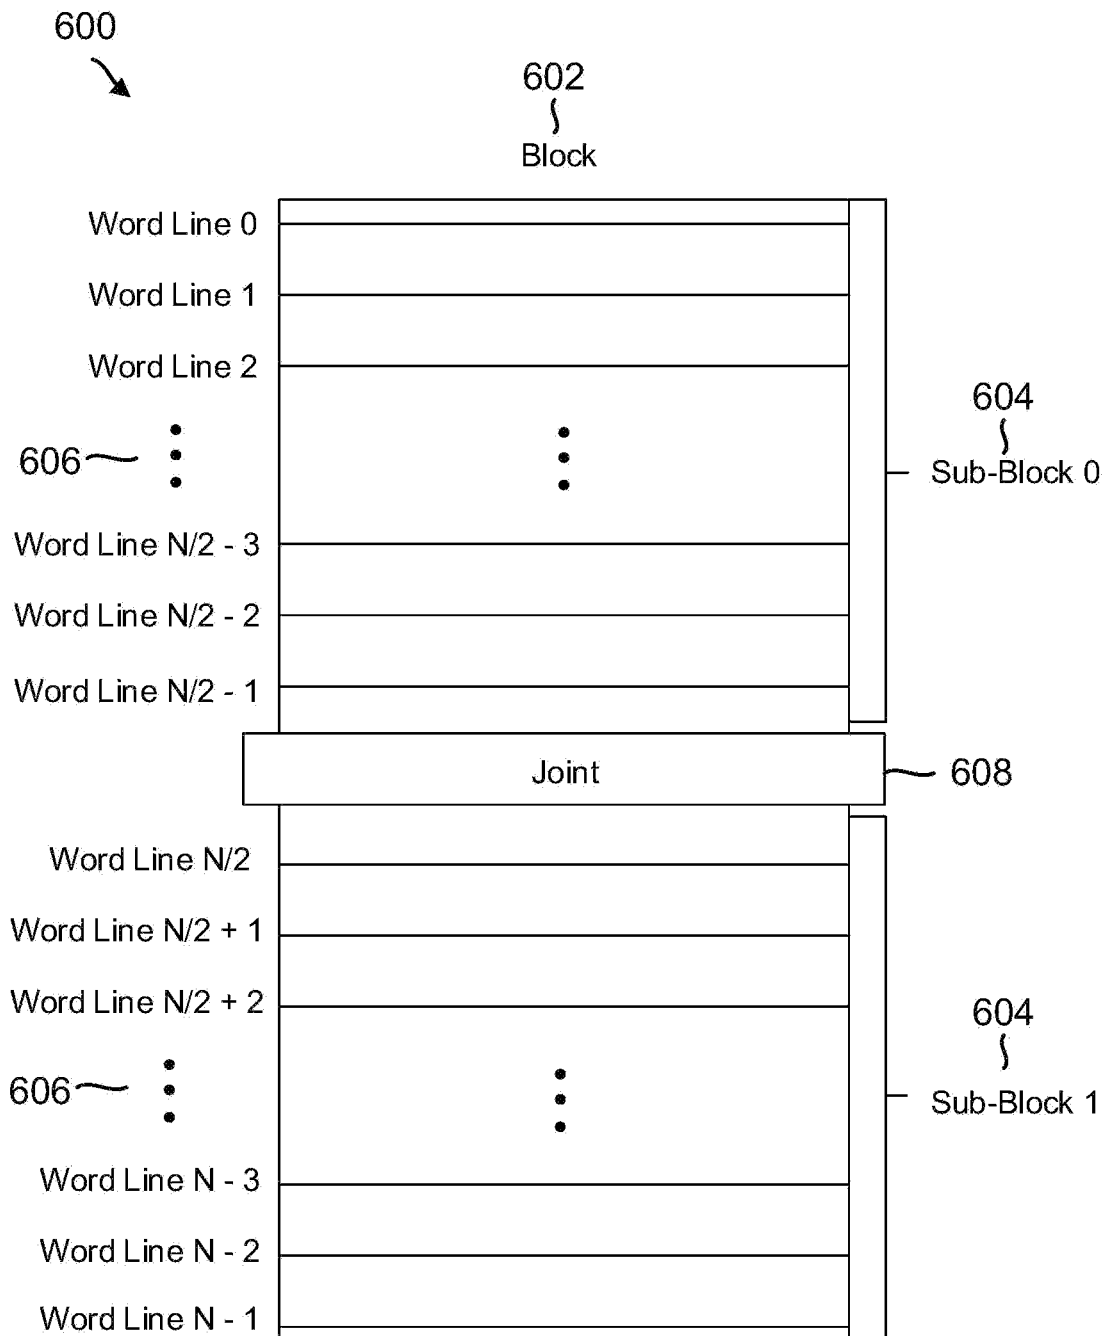 600
602
Block
Word Line 0
Word Line 1
Word Line 2
604
606
Sub-Block 0
Word Line N/2 - 3
Word Line N/2 - 2
Word Line N/2 - 1
Joint
608
Word Line N/2
Word Line N/2 + 1
Word Line N/2 + 2
604
606
Sub-Block 1
Word Line N - 3
Word Line N - 2
Word Line N - 1